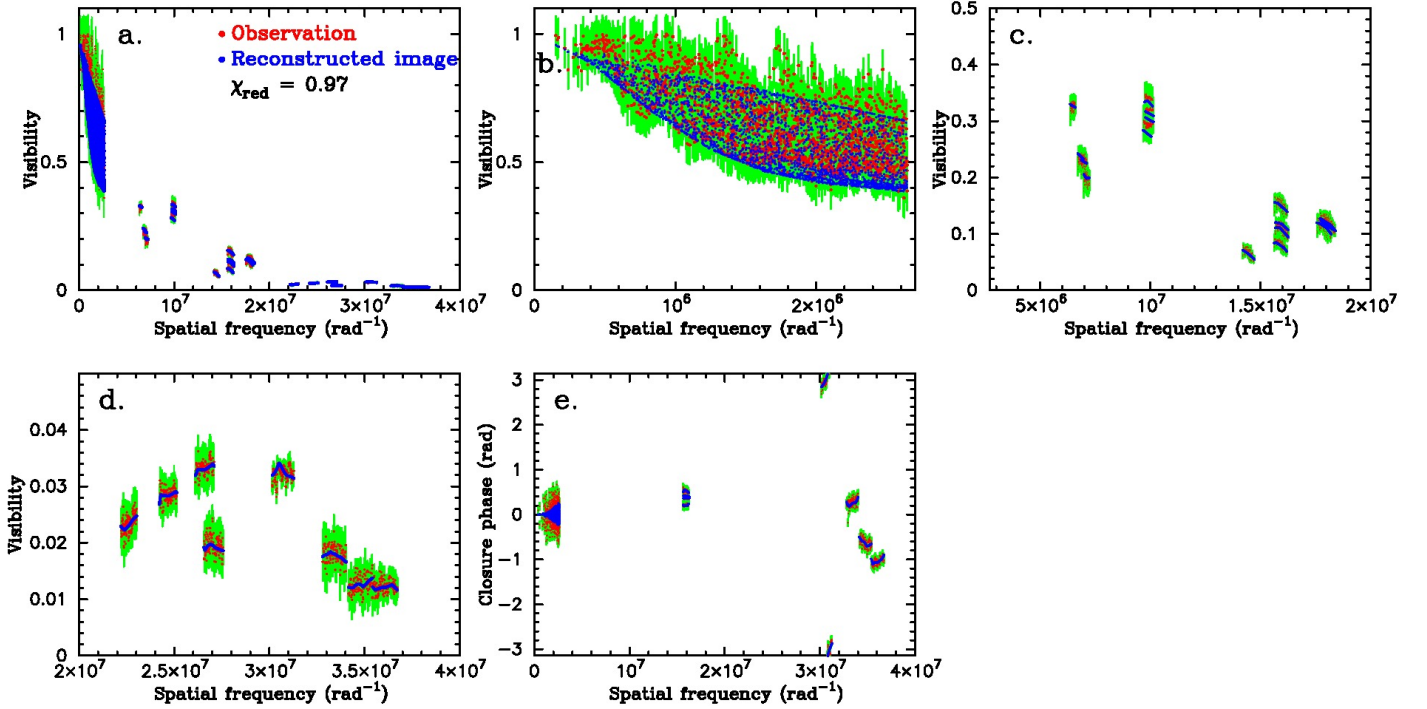 a.
• Observation
• Reconstructed image
χred = 0.97
Visibility
1
0.5
0
0 10⁷ 2×10⁷ 3×10⁷ 4×10⁷
Spatial frequency (rad⁻¹)
b.
Visibility
1
0.5
0
0 10⁶ 2×10⁶
Spatial frequency (rad⁻¹)
c.
Visibility
0.5
0.4
0.3
0.2
0.1
0
5×10⁶ 10⁷ 1.5×10⁷ 2×10⁷
Spatial frequency (rad⁻¹)
d.
Visibility
0.04
0.03
0.02
0.01
0
2×10⁷ 2.5×10⁷ 3×10⁷ 3.5×10⁷ 4×10⁷
Spatial frequency (rad⁻¹)
e.
Closure phase (rad)
3
2
1
0
−1
−2
−3
0 10⁷ 2×10⁷ 3×10⁷ 4×10⁷
Spatial frequency (rad⁻¹)